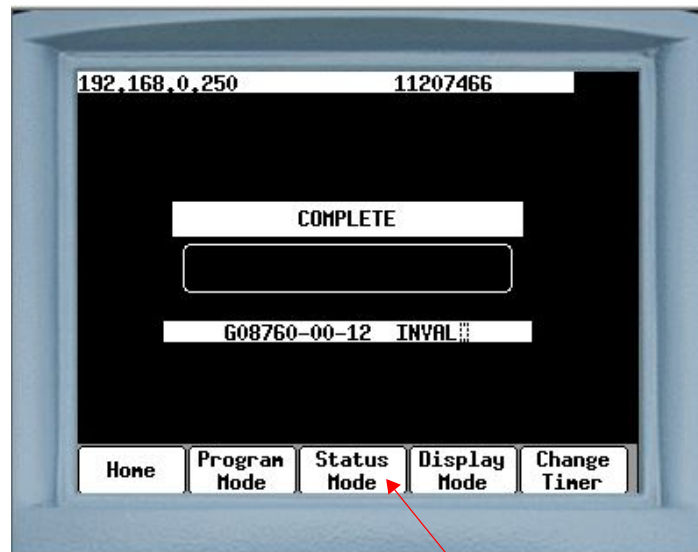 192.168.0.250 11207466
COMPLETE
G08760-00-12 INVAL
Home
Program
Mode
Status
Mode
Display
Mode
Change
Timer